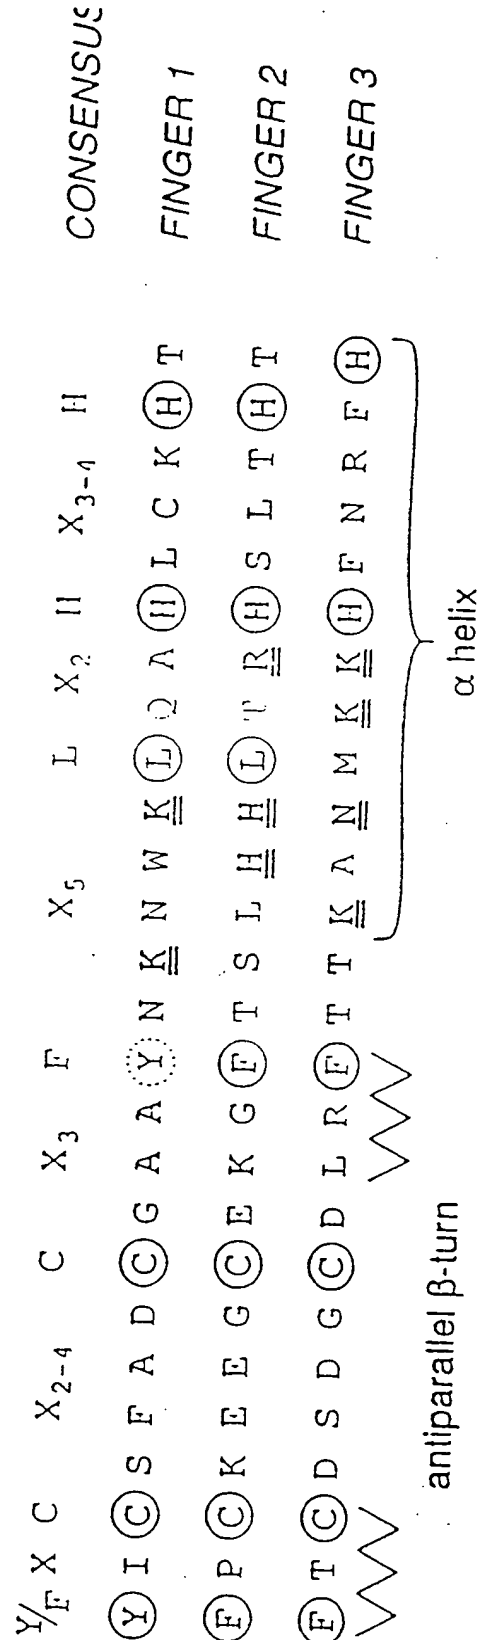 Y/F X C X2-4 C X3 F X5 L X2 H X3-4 H CONSENSUS
Y I C S F A D C G A A Y N K N W K L Q A H L C K H T FINGER 1
F P C K E E G C E K G F T S L H H L T R H S L T H T FINGER 2
F T C D S D G C D L R F T T K A N M K K H F N R F H FINGER 3
antiparallel β-turn α helix